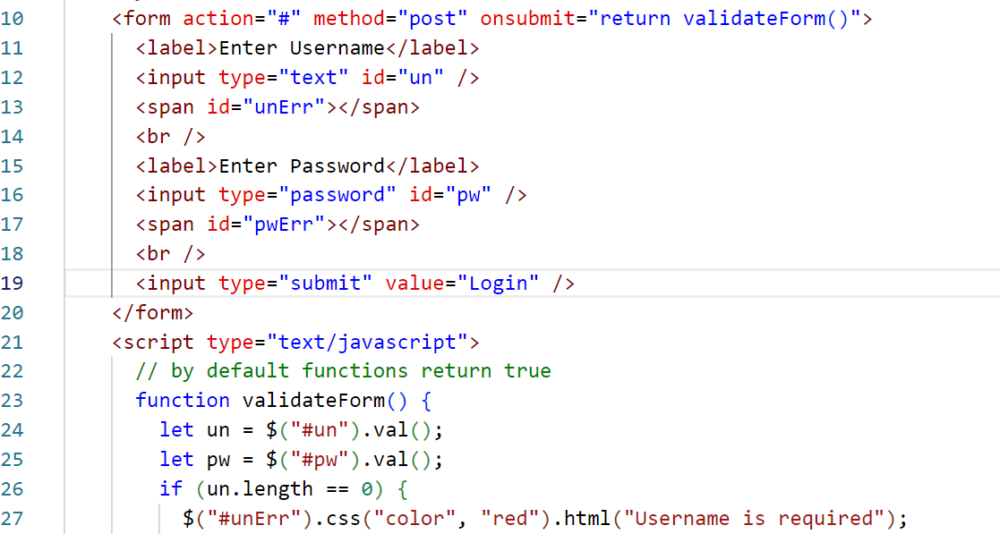 10 <form action="#" method="post" onsubmit="return validateForm()">
11 <label>Enter Username</label>
12 <input type="text" id="un" />
13 <span id="unErr"></span>
14 <br />
15 <label>Enter Password</label>
16 <input type="password" id="pw" />
17 <span id="pwErr"></span>
18 <br />
19 <input type="submit" value="Login" />
20 </form>
21 <script type="text/javascript">
22 // by default functions return true
23 function validateForm() {
24 let un = $("#un").val();
25 let pw = $("#pw").val();
26 if (un.length == 0) {
27 $("#unErr").css("color", "red").html("Username is required");